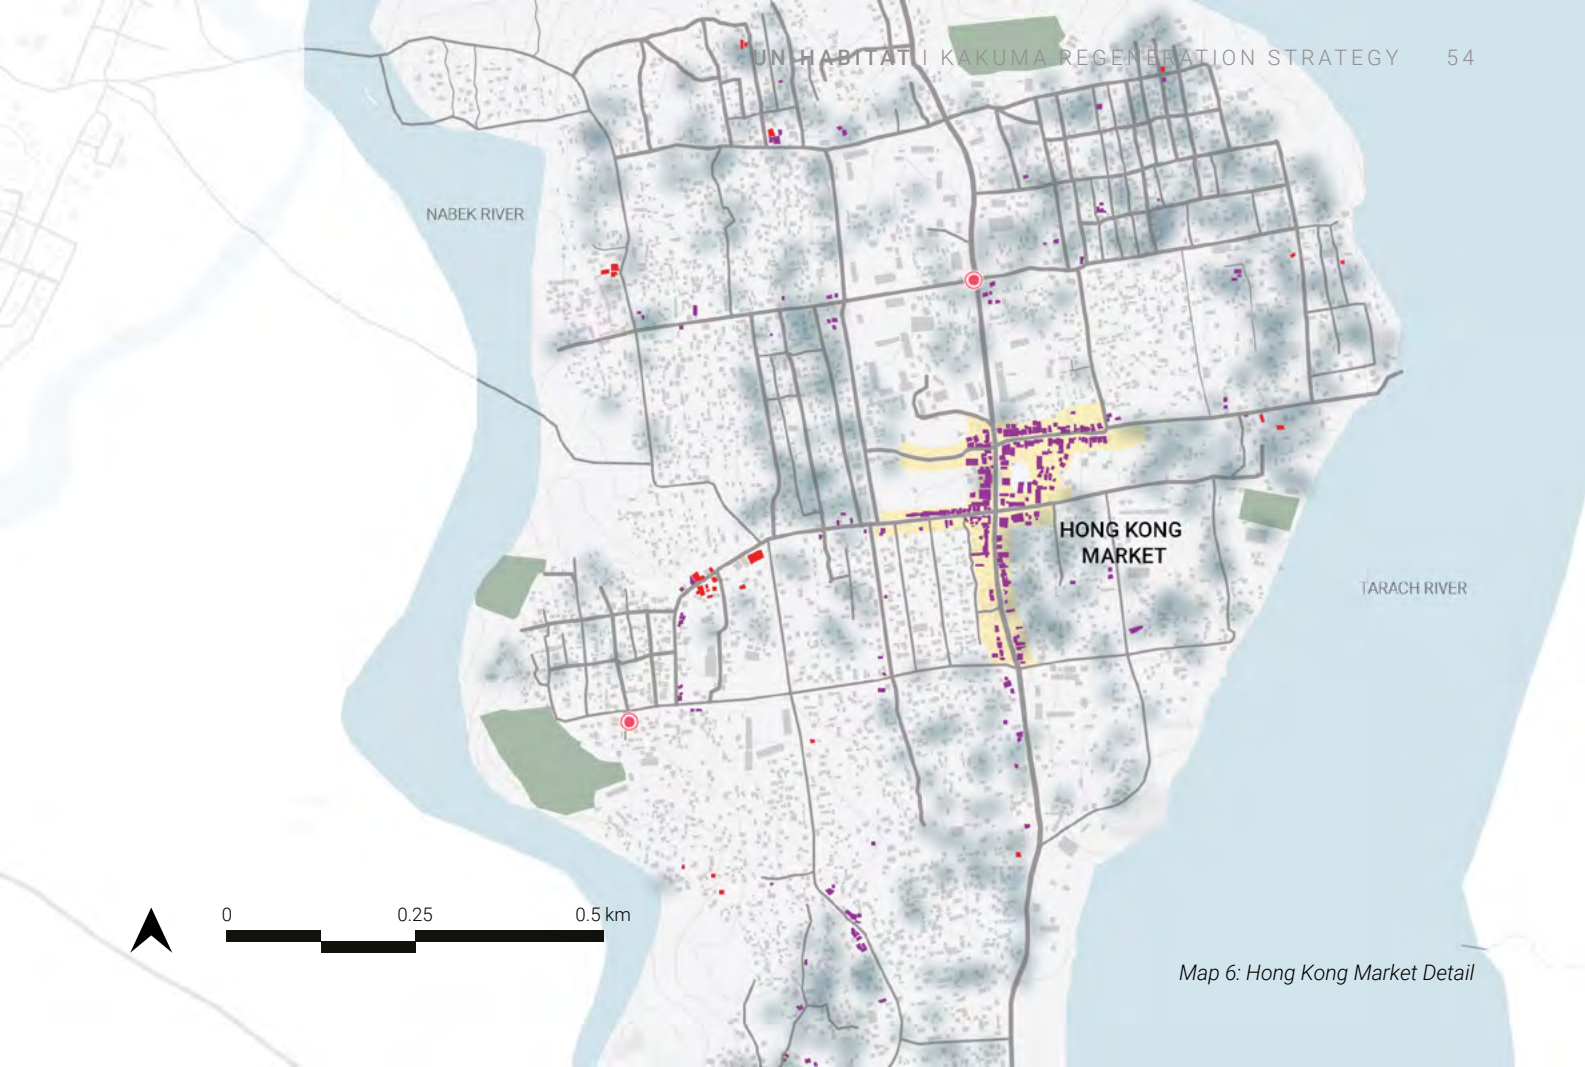 UN HABITAT | KAKUMA REGENERATION STRATEGY 54
NABEK RIVER
HONG KONG
MARKET
TARACH RIVER
0 0.25 0.5 km
Map 6: Hong Kong Market Detail